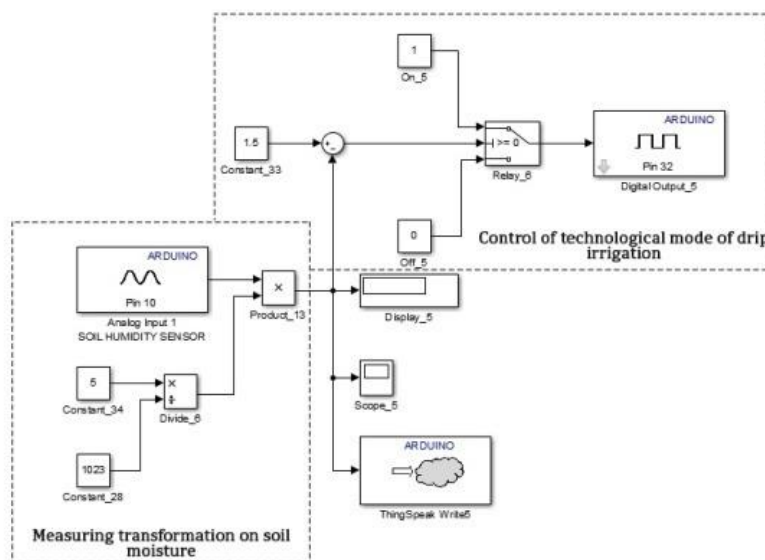 1
On_5
1.5
Constant_33
+
-
>= 0
Relay_6
ARDUINO
Pin 32
Digital Output_5
0
Off_5
Control of technological mode of drip
irrigation
ARDUINO
Pin 10
Analog Input 1
SOIL HUMIDITY SENSOR
×
Product_13
Display_5
5
Constant_34
×
÷
Divide_6
Scope_5
1023
Constant_28
ARDUINO
ThingSpeak Write5
Measuring transformation on soil
moisture